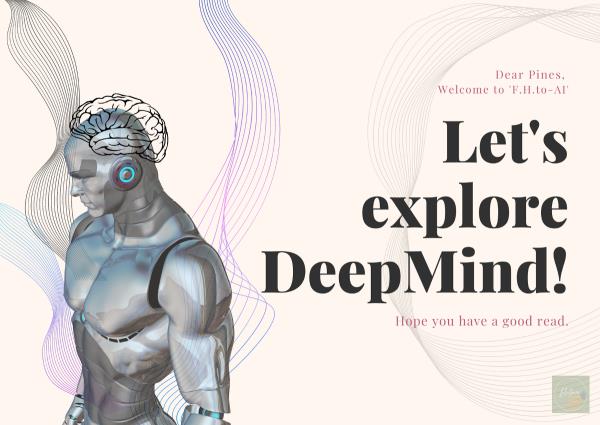 Dear Pines,
Welcome to 'F.H.to-AI'
Let's
explore
DeepMind!
Hope you have a good read.